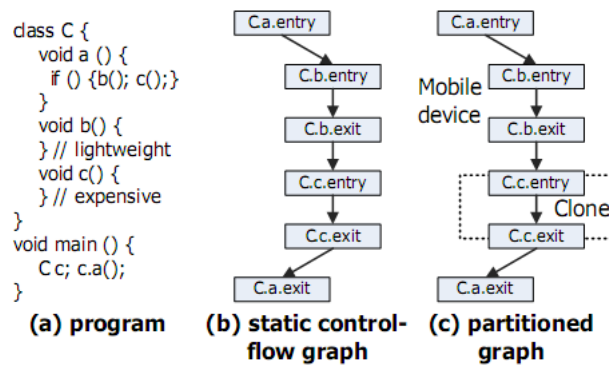 class C {
void a () {
if () {b(); c();}
}
void b() {
} // lightweight
void c() {
} // expensive
}
void main () {
C c; c.a();
}
(a) program
C.a.entry
C.b.entry
C.b.exit
C.c.entry
C.c.exit
C.a.exit
(b) static control-
flow graph
C.a.entry
C.b.entry
Mobile
device
C.b.exit
C.c.entry
Clone
C.c.exit
C.a.exit
(c) partitioned
graph